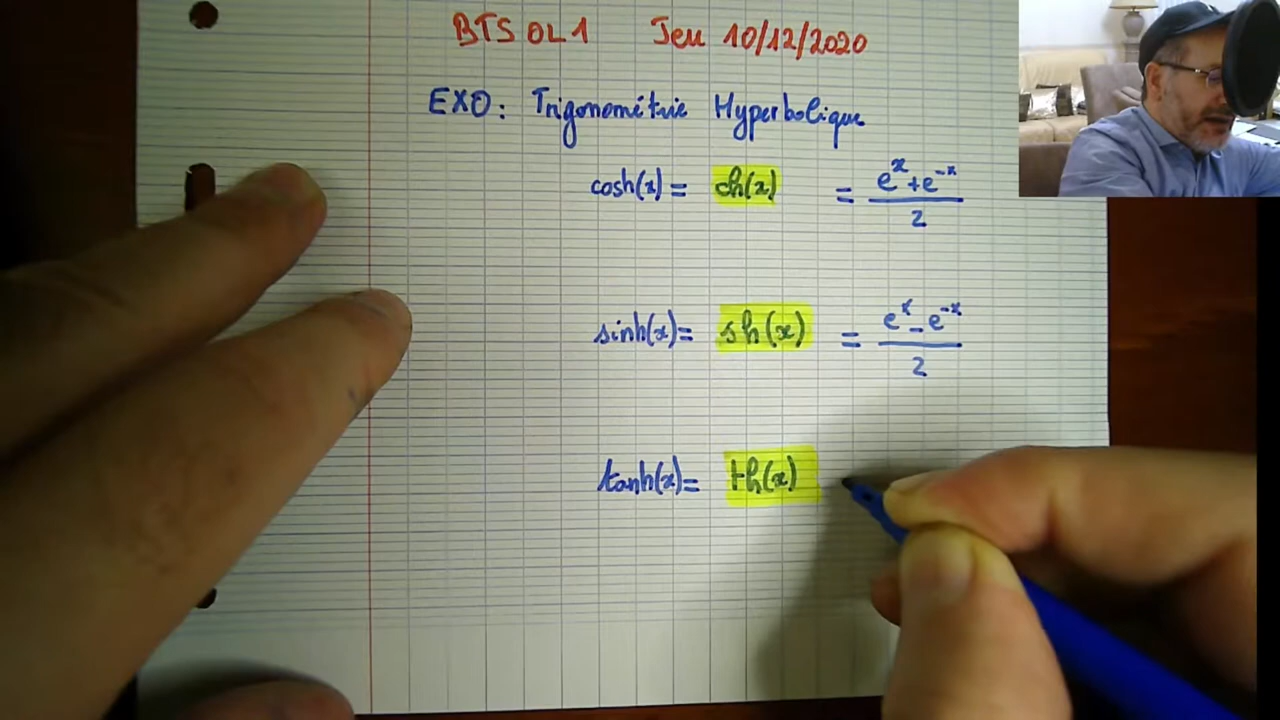 BTS OL1 Jeu 10/12/2020
EXO: Trigonométrie Hyperbolique
cosh(x) = ch(x) = e^x + e^-x / 2
sinh(x) = sh(x) = e^x - e^-x / 2
tanh(x) = th(x)